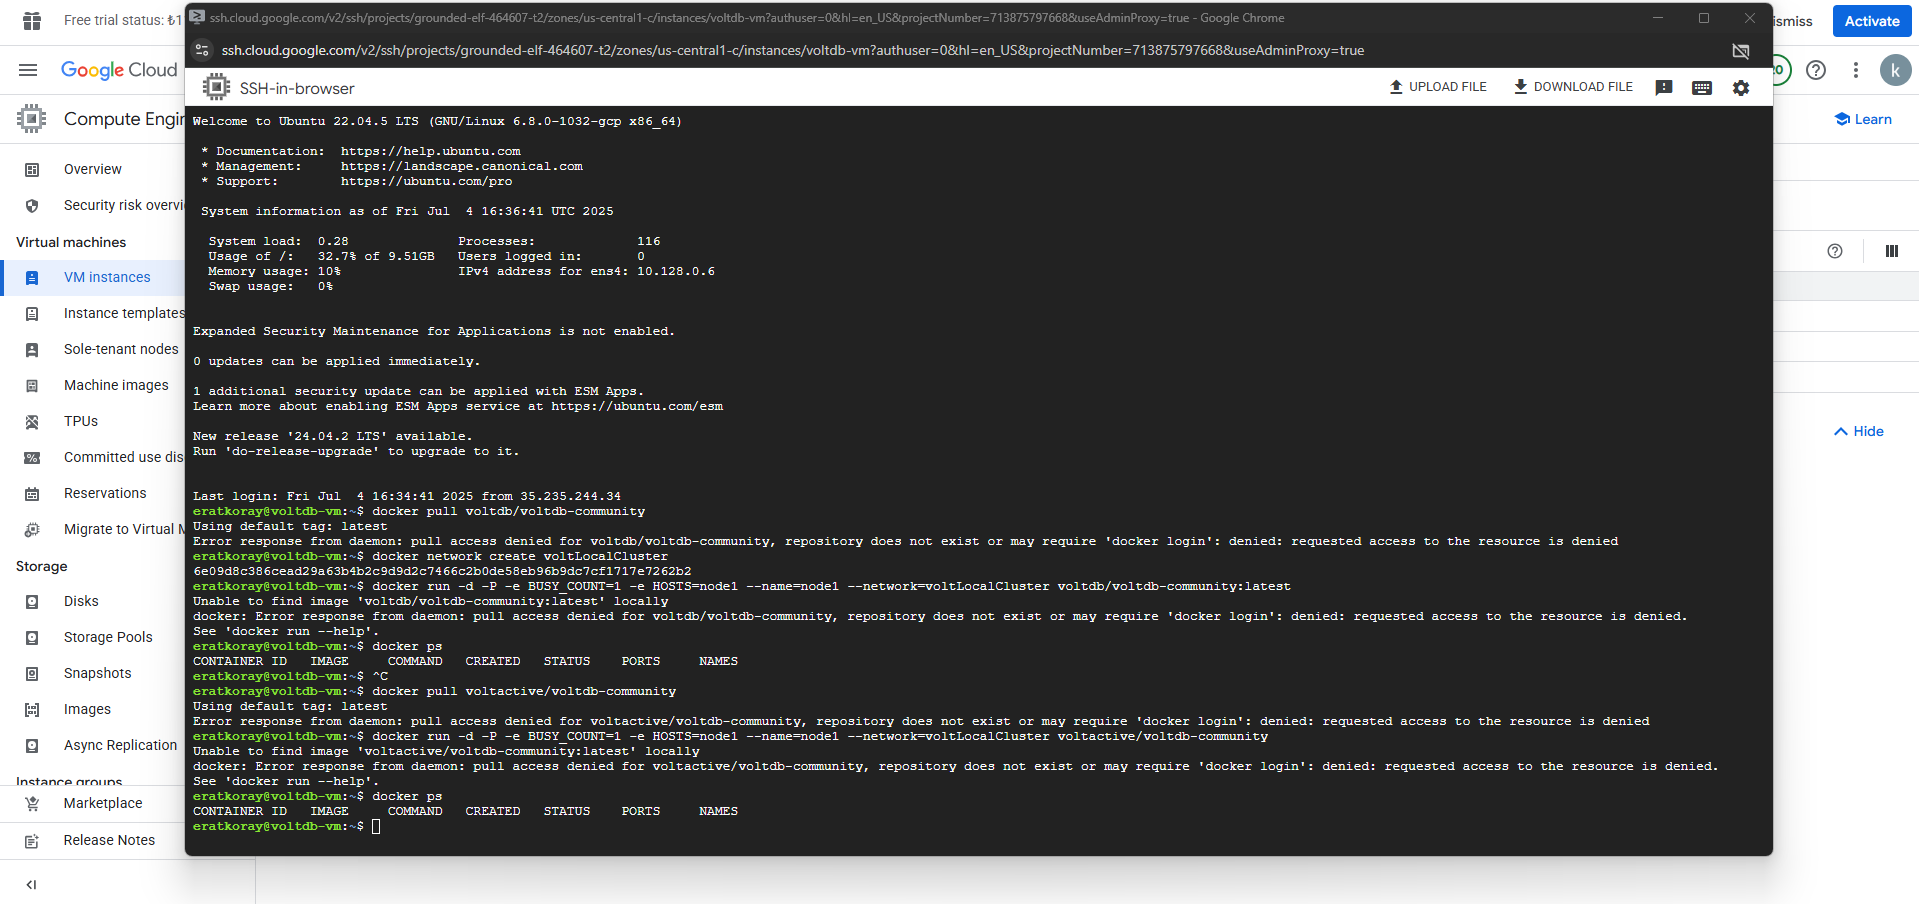 Free trial status: ₺1
ssh.cloud.google.com/v2/ssh/projects/grounded-elf-464607-t2/zones/us-central1-c/instances/voltdb-vm?authuser=0&hl=en_US&projectNumber=713875797668&useAdminProxy=true - Google Chrome
ismiss
Activate
ssh.cloud.google.com/v2/ssh/projects/grounded-elf-464607-t2/zones/us-central1-c/instances/voltdb-vm?authuser=0&hl=en_US&projectNumber=713875797668&useAdminProxy=true
Google Cloud
k
SSH-in-browser
UPLOAD FILE
DOWNLOAD FILE
Compute Engir
Learn
Overview
Security risk overvi
Virtual machines
VM instances
Instance templates
Sole-tenant nodes
Machine images
TPUs
Committed use dis
Reservations
Migrate to Virtual M
Storage
Disks
Storage Pools
Snapshots
Images
Async Replication
Instance groups
Marketplace
Release Notes
Hide
Welcome to Ubuntu 22.04.5 LTS (GNU/Linux 6.8.0-1032-gcp x86_64)
* Documentation: https://help.ubuntu.com
* Management: https://landscape.canonical.com
* Support: https://ubuntu.com/pro
System information as of Fri Jul 4 16:36:41 UTC 2025
System load: 0.28 Processes: 116
Usage of /: 32.7% of 9.51GB Users logged in: 0
Memory usage: 10% IPv4 address for ens4: 10.128.0.6
Swap usage: 0%
Expanded Security Maintenance for Applications is not enabled.
0 updates can be applied immediately.
1 additional security update can be applied with ESM Apps.
Learn more about enabling ESM Apps service at https://ubuntu.com/esm
New release '24.04.2 LTS' available.
Run 'do-release-upgrade' to upgrade to it.
Last login: Fri Jul 4 16:34:41 2025 from 35.235.244.34
eratkoray@voltdb-vm:~$ docker pull voltdb/voltdb-community
Using default tag: latest
Error response from daemon: pull access denied for voltdb/voltdb-community, repository does not exist or may require 'docker login': denied: requested access to the resource is denied
eratkoray@voltdb-vm:~$ docker network create voltLocalCluster
6e09d8c386cead29a63b4b2c9d9d2c7466c2b0de58eb96b9dc7cf1717e7262b2
eratkoray@voltdb-vm:~$ docker run -d -P -e BUSY_COUNT=1 -e HOSTS=node1 --name=node1 --network=voltLocalCluster voltdb/voltdb-community:latest
Unable to find image 'voltdb/voltdb-community:latest' locally
docker: Error response from daemon: pull access denied for voltdb/voltdb-community, repository does not exist or may require 'docker login': denied: requested access to the resource is denied.
See 'docker run --help'.
eratkoray@voltdb-vm:~$ docker ps
CONTAINER ID IMAGE COMMAND CREATED STATUS PORTS NAMES
eratkoray@voltdb-vm:~$ ^C
eratkoray@voltdb-vm:~$ docker pull voltactive/voltdb-community
Using default tag: latest
Error response from daemon: pull access denied for voltactive/voltdb-community, repository does not exist or may require 'docker login': denied: requested access to the resource is denied
eratkoray@voltdb-vm:~$ docker run -d -P -e BUSY_COUNT=1 -e HOSTS=node1 --name=node1 --network=voltLocalCluster voltactive/voltdb-community
Unable to find image 'voltactive/voltdb-community:latest' locally
docker: Error response from daemon: pull access denied for voltactive/voltdb-community, repository does not exist or may require 'docker login': denied: requested access to the resource is denied.
See 'docker run --help'.
eratkoray@voltdb-vm:~$ docker ps
CONTAINER ID IMAGE COMMAND CREATED STATUS PORTS NAMES
eratkoray@voltdb-vm:~$